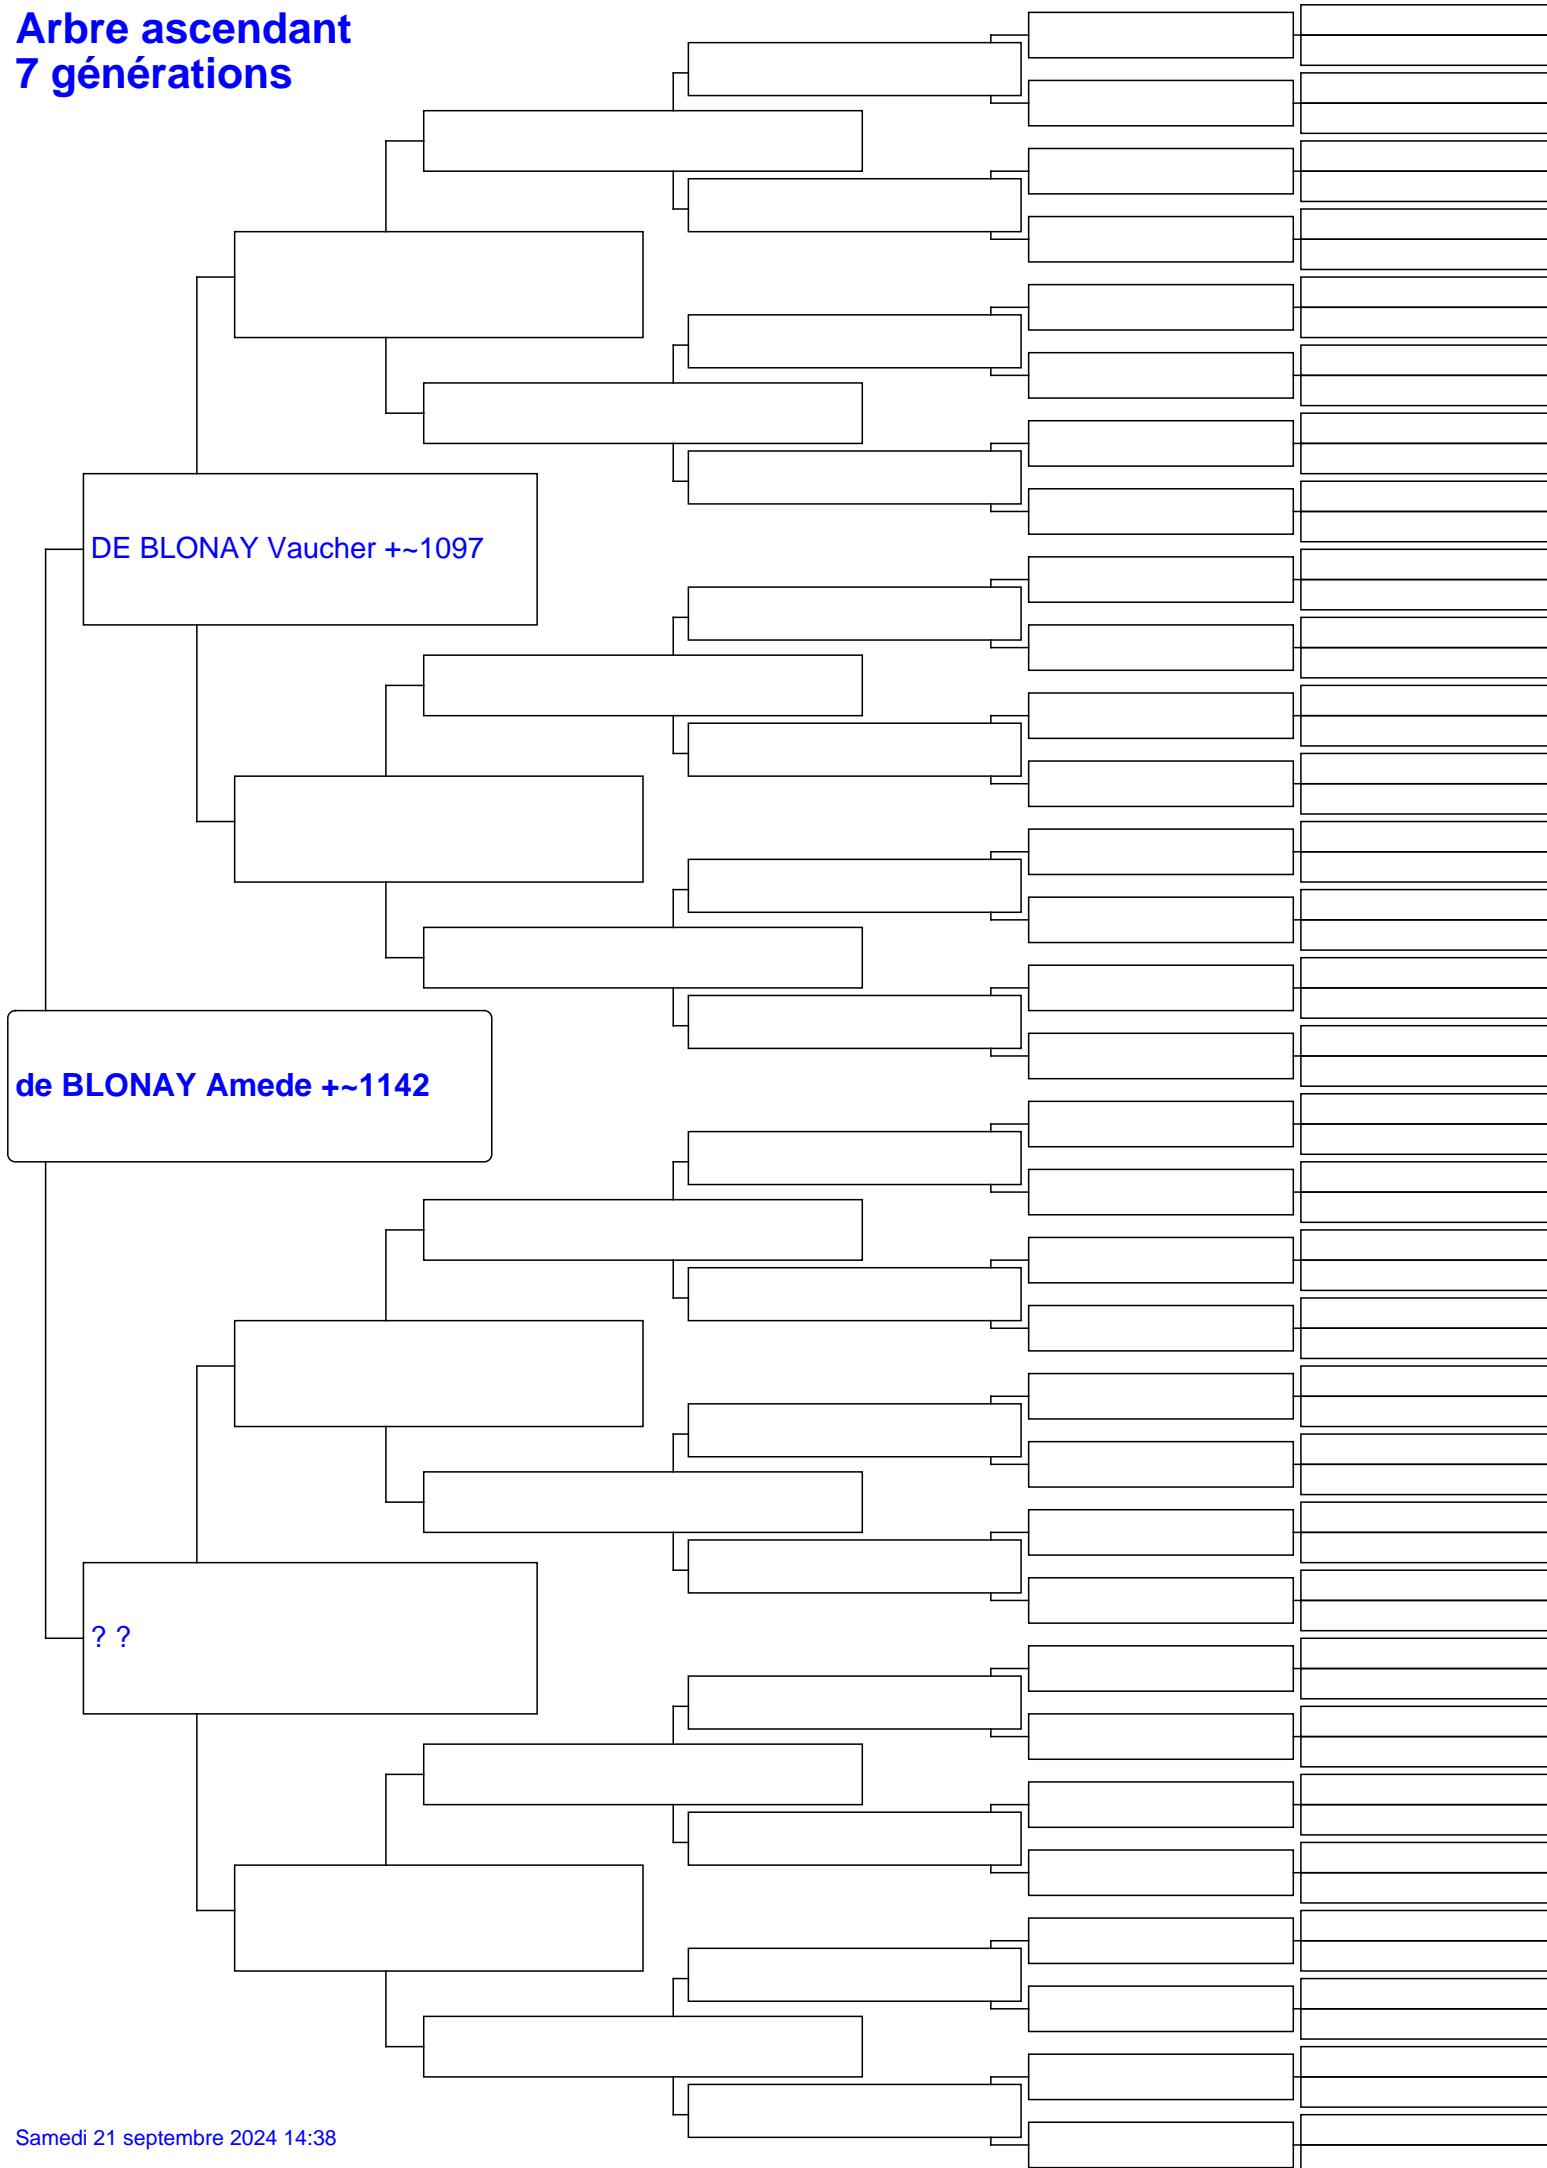 Arbre ascendant
7 générations
DE BLONAY Vaucher +~1097
de BLONAY Amede +~1142
? ?
Samedi 21 septembre 2024 14:38